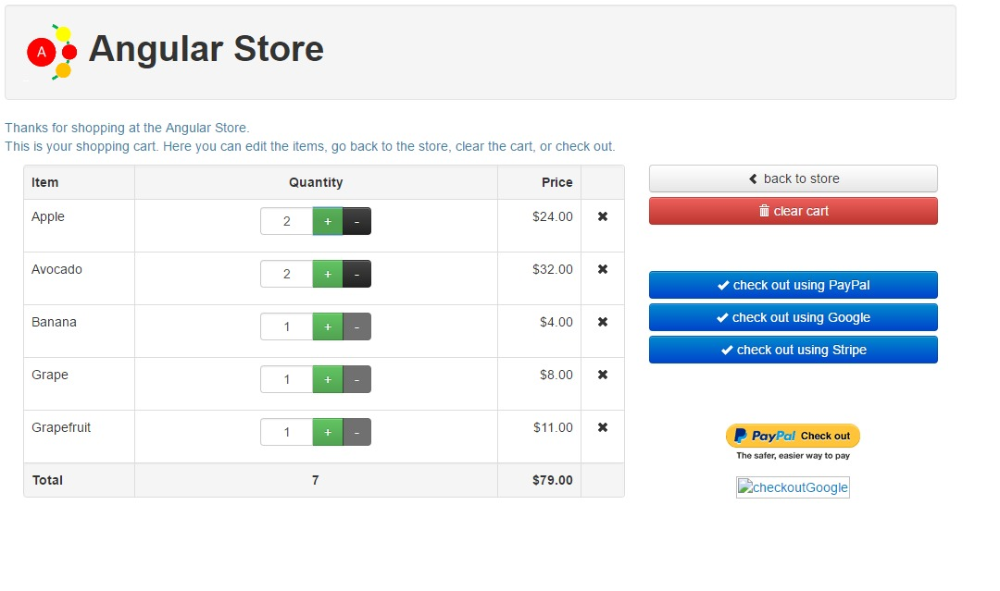 A
Angular Store
Thanks for shopping at the Angular Store.
This is your shopping cart. Here you can edit the items, go back to the store, clear the cart, or check out.
Item Quantity Price
Apple 2 + - $24.00 ✖
Avocado 2 + - $32.00 ✖
Banana 1 + - $4.00 ✖
Grape 1 + - $8.00 ✖
Grapefruit 1 + - $11.00 ✖
Total 7 $79.00
back to store
clear cart
check out using PayPal
check out using Google
check out using Stripe
PayPal Check out
The safer, easier way to pay
checkoutGoogle